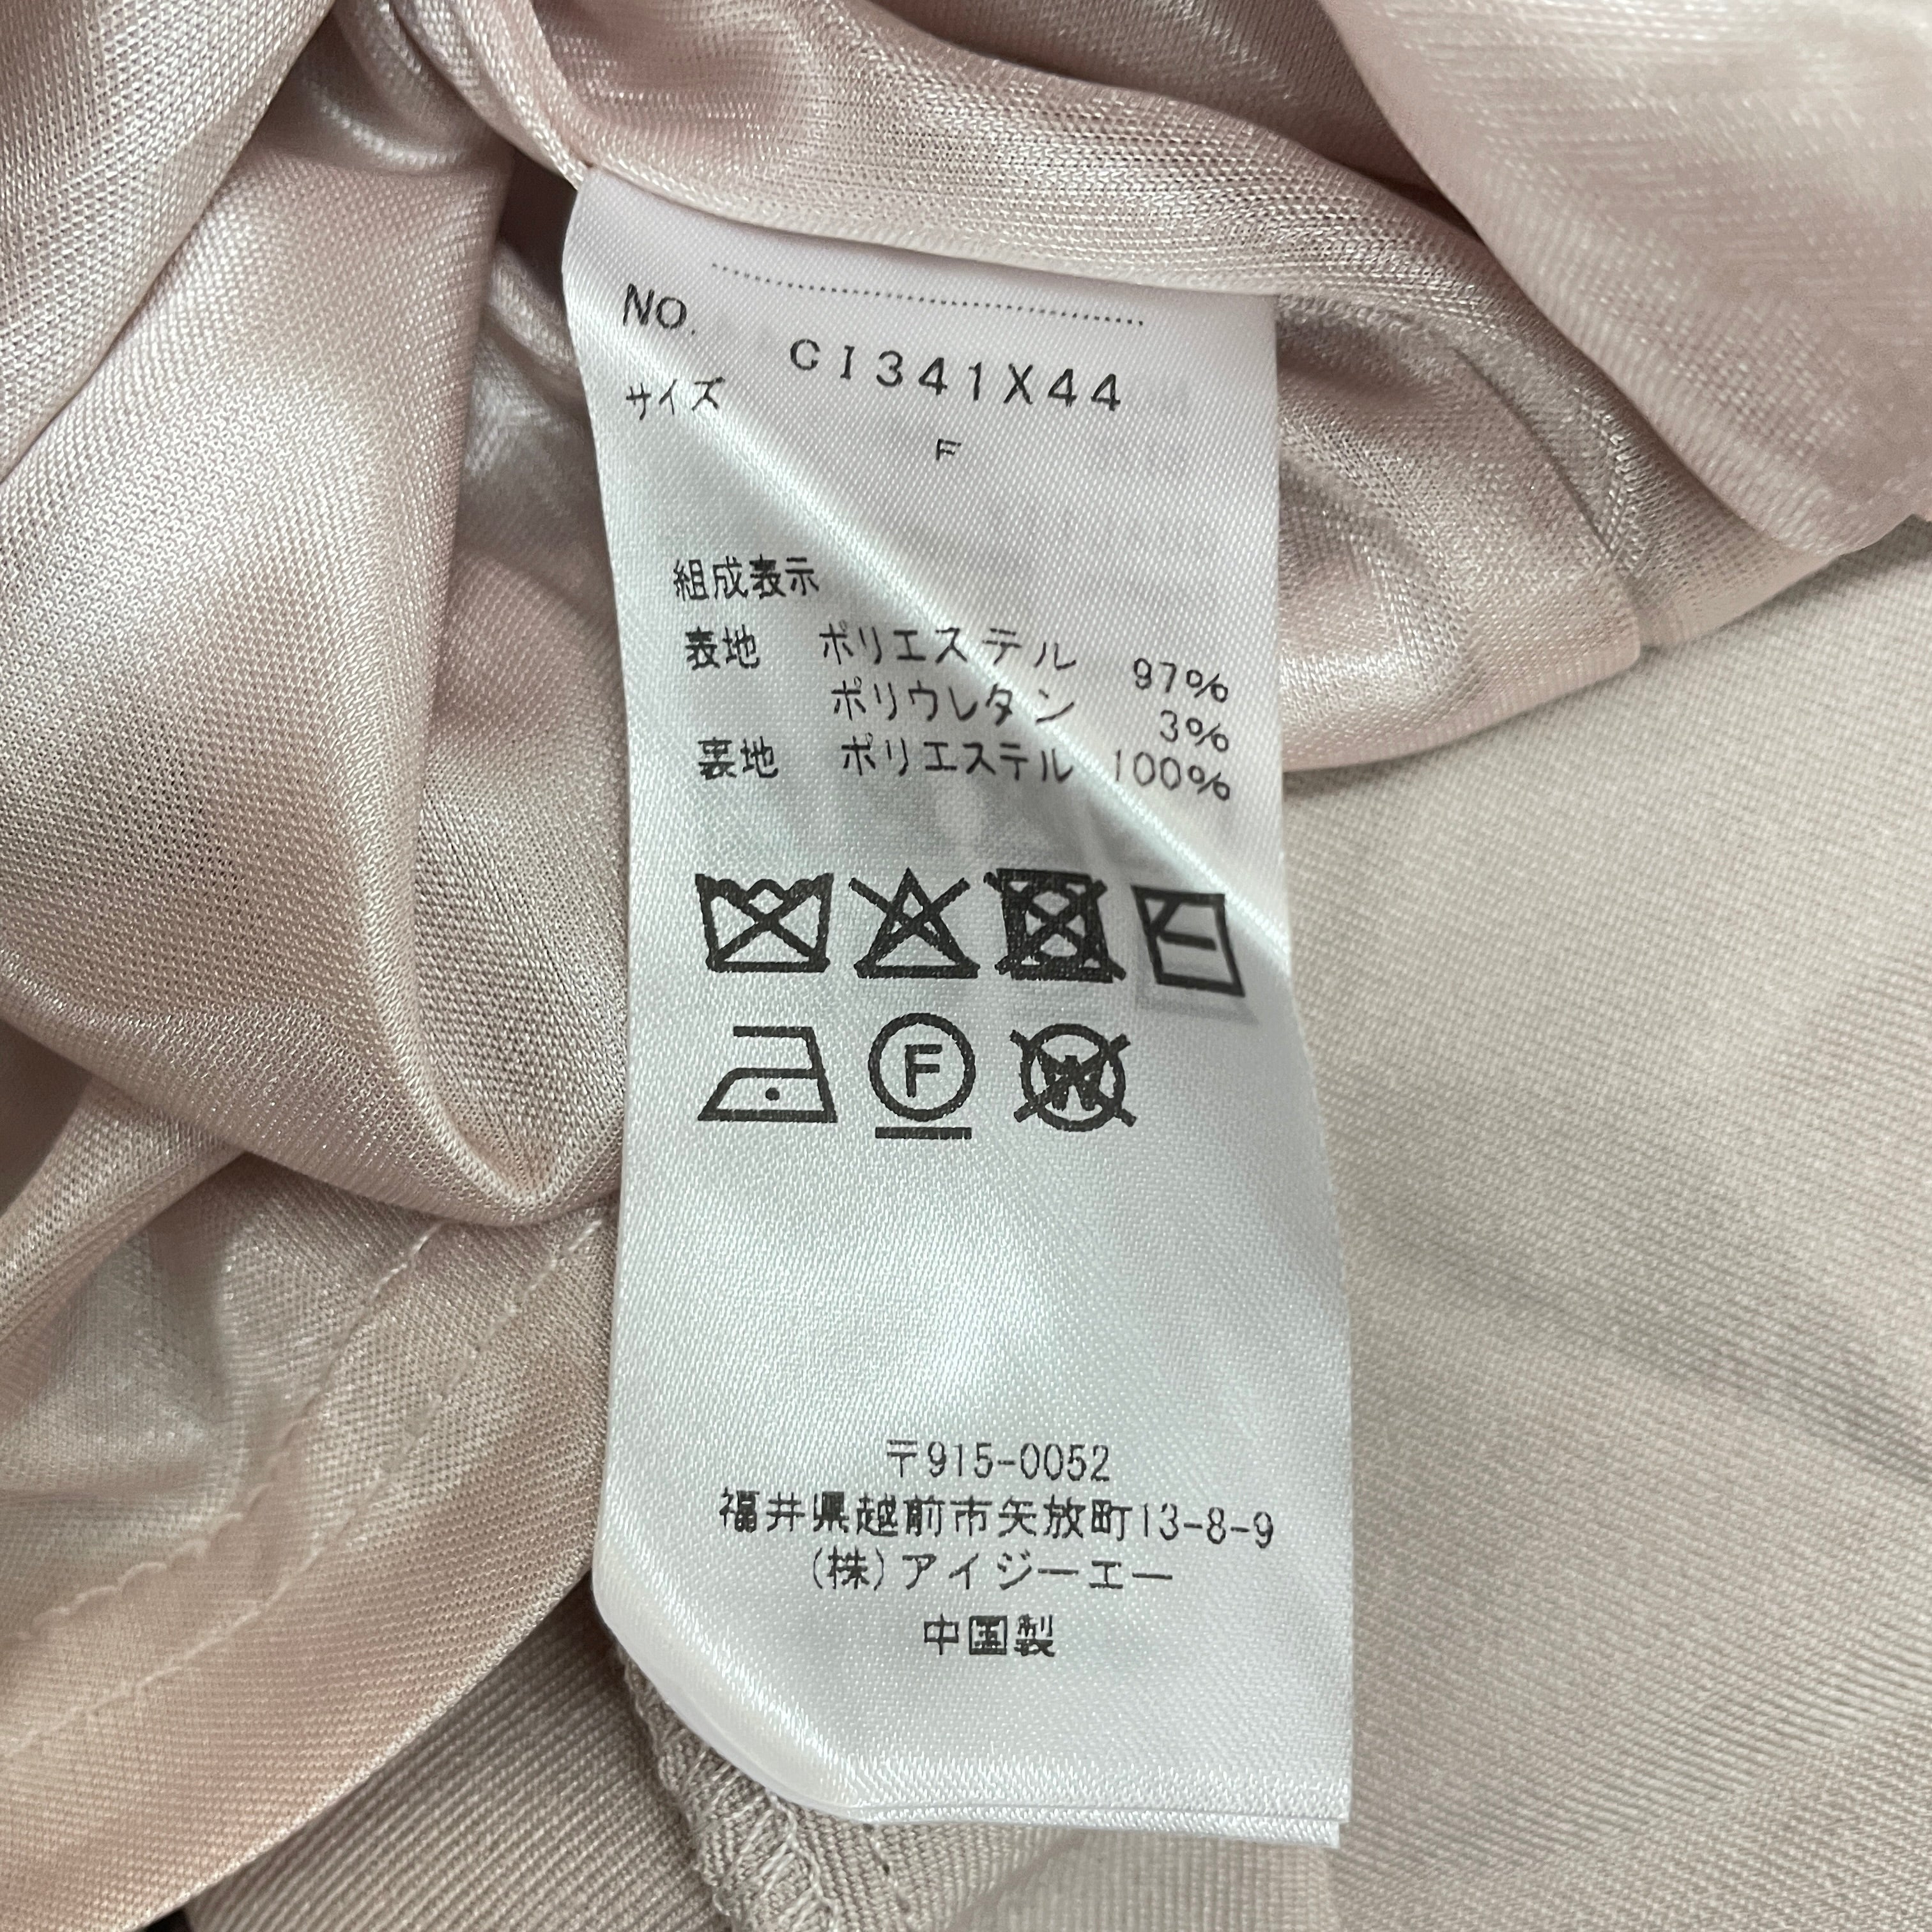 NO.
CI341X44
サイズ
F
組成表示
表地 ポリエステル 97%
ポリウレタン 3%
裏地 ポリエステル 100%
F
W
〒915-0052
福井県越前市矢放町13-8-9
(株)アイジーエー
中国製